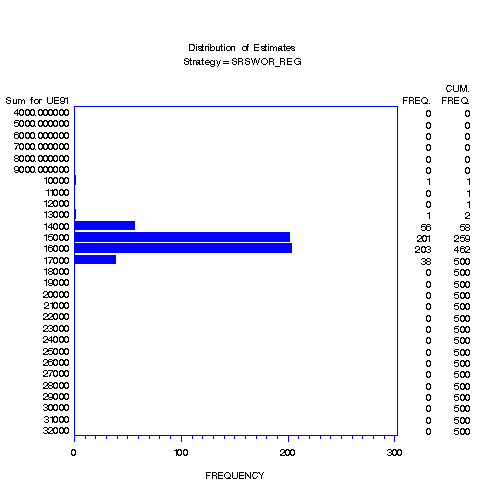 Distribution of Estimates
Strategy=SRSWOR_REG
CUM.
Sum for UE91 FREQ. FREQ.
4000.000000 0 0
5000.000000 0 0
6000.000000 0 0
7000.000000 0 0
8000.000000 0 0
9000.000000 0 0
10000 1 1
11000 0 1
12000 0 1
13000 1 2
14000 56 58
15000 201 259
16000 203 462
17000 38 500
18000 0 500
19000 0 500
20000 0 500
21000 0 500
22000 0 500
23000 0 500
24000 0 500
25000 0 500
26000 0 500
27000 0 500
28000 0 500
29000 0 500
30000 0 500
31000 0 500
32000 0 500
0 100 200 300
FREQUENCY